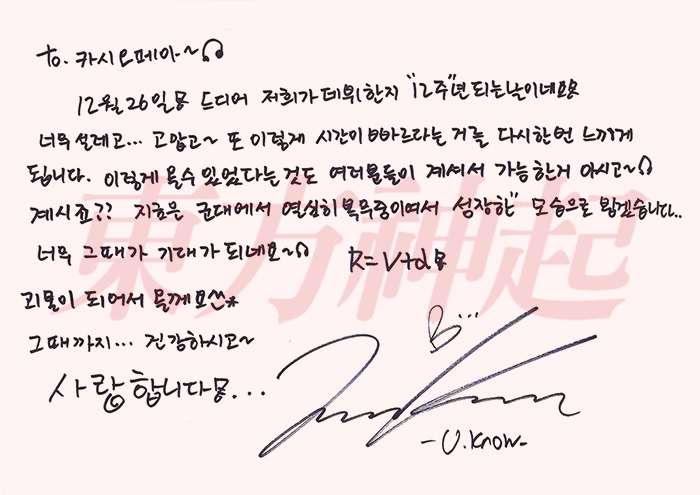 to. 카시오페아~
12월 26일 드디어 저희가 데뷔한지 "12주"년 되는날이네요
너무 설레고... 고맙고~ 또 이렇게 시간이 빠르다는 거를 다시한번 느끼게
됩니다. 이렇게 올수 있었다는것도 여러분들이 계셔서 가능한거 아시고~
계시죠?? 지금은 군대에서 열심히 복무중이며서 성장한" 모습으로 뵙겠습니다..
너무 그때가 기대가 되네요~
R=V+d
괴물이 되어서 올께요
그때까지... 건강하시고~
사랑합니다...
B...
-U.Know-
東方神起